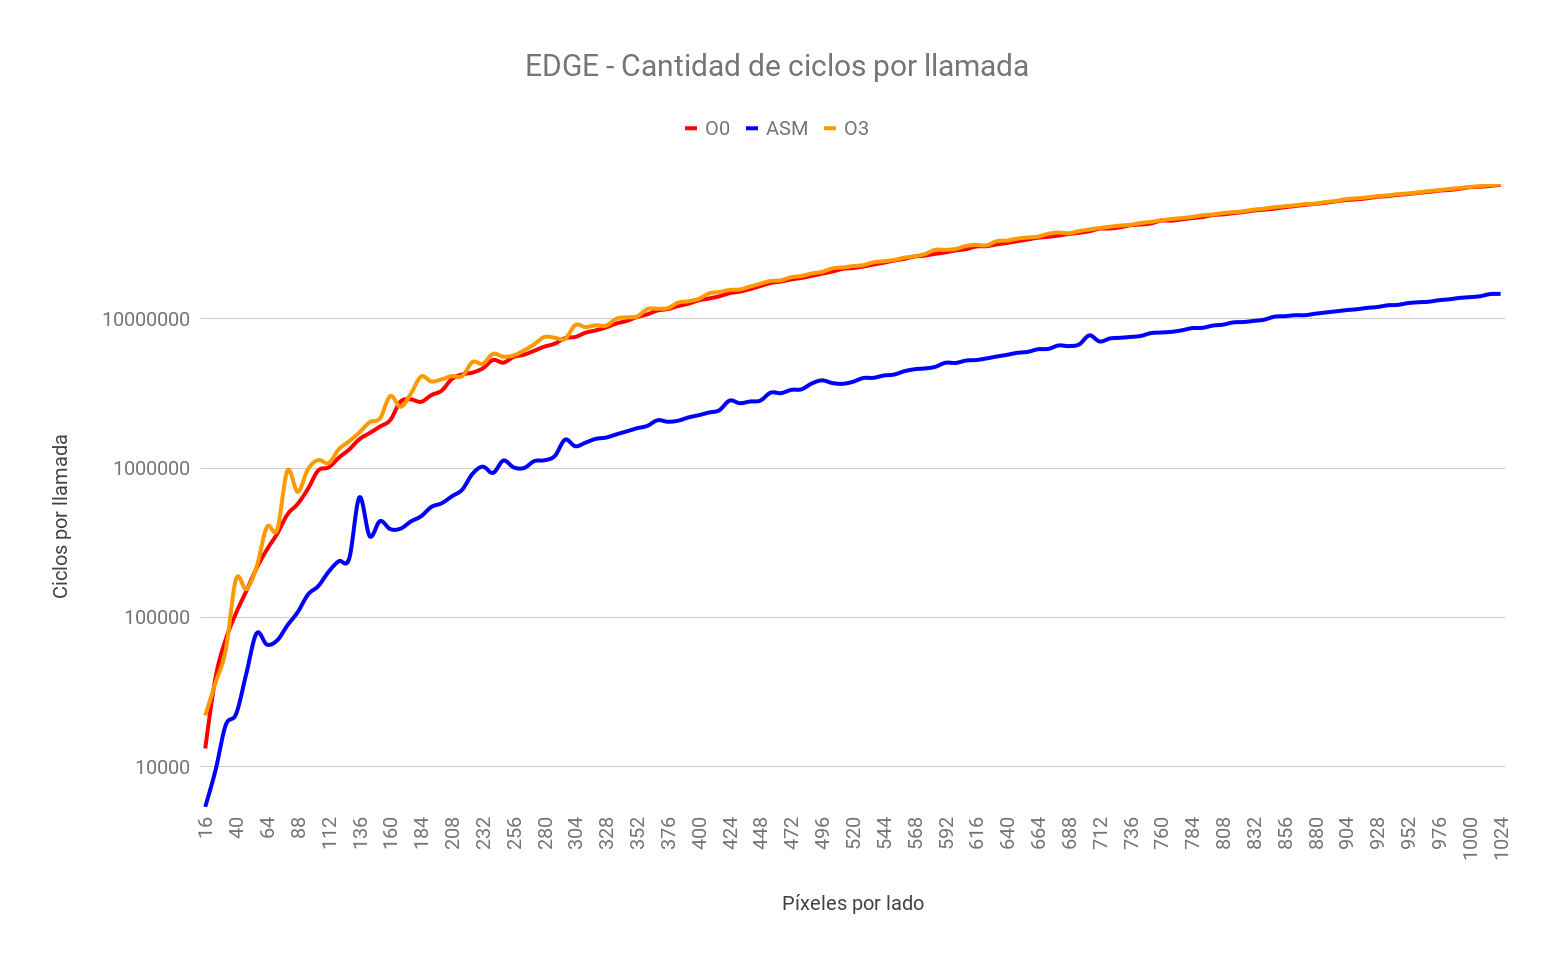 EDGE - Cantidad de ciclos por llamada
O0 ASM O3
Ciclos por llamada
10000000
1000000
100000
10000
16 40 64 88 112 136 160 184 208 232 256 280 304 328 352 376 400 424 448 472 496 520 544 568 592 616 640 664 688 712 736 760 784 808 832 856 880 904 928 952 976 1000 1024
Píxeles por lado